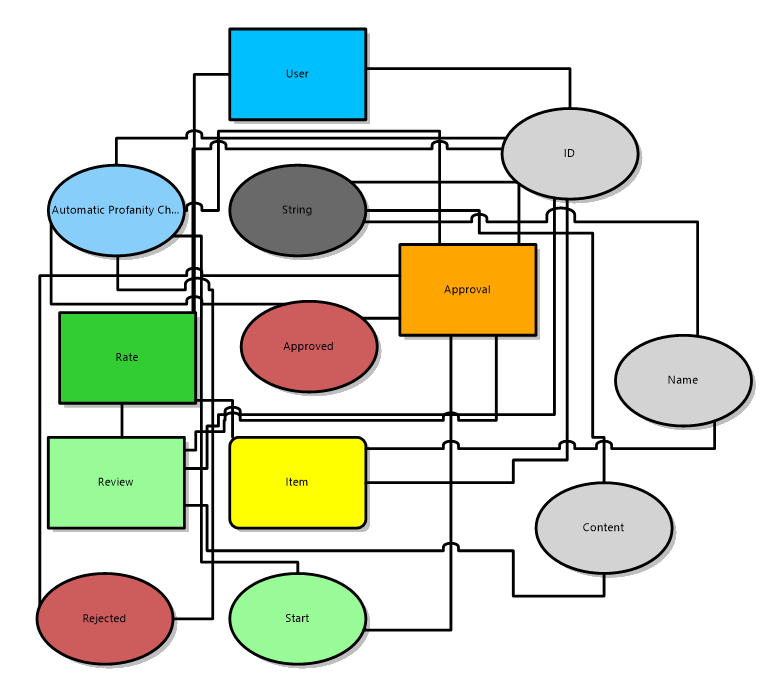 User
ID
Automatic Profanity Ch...
String
Approval
Approved
Rate
Name
Review
Item
Content
Rejected
Start